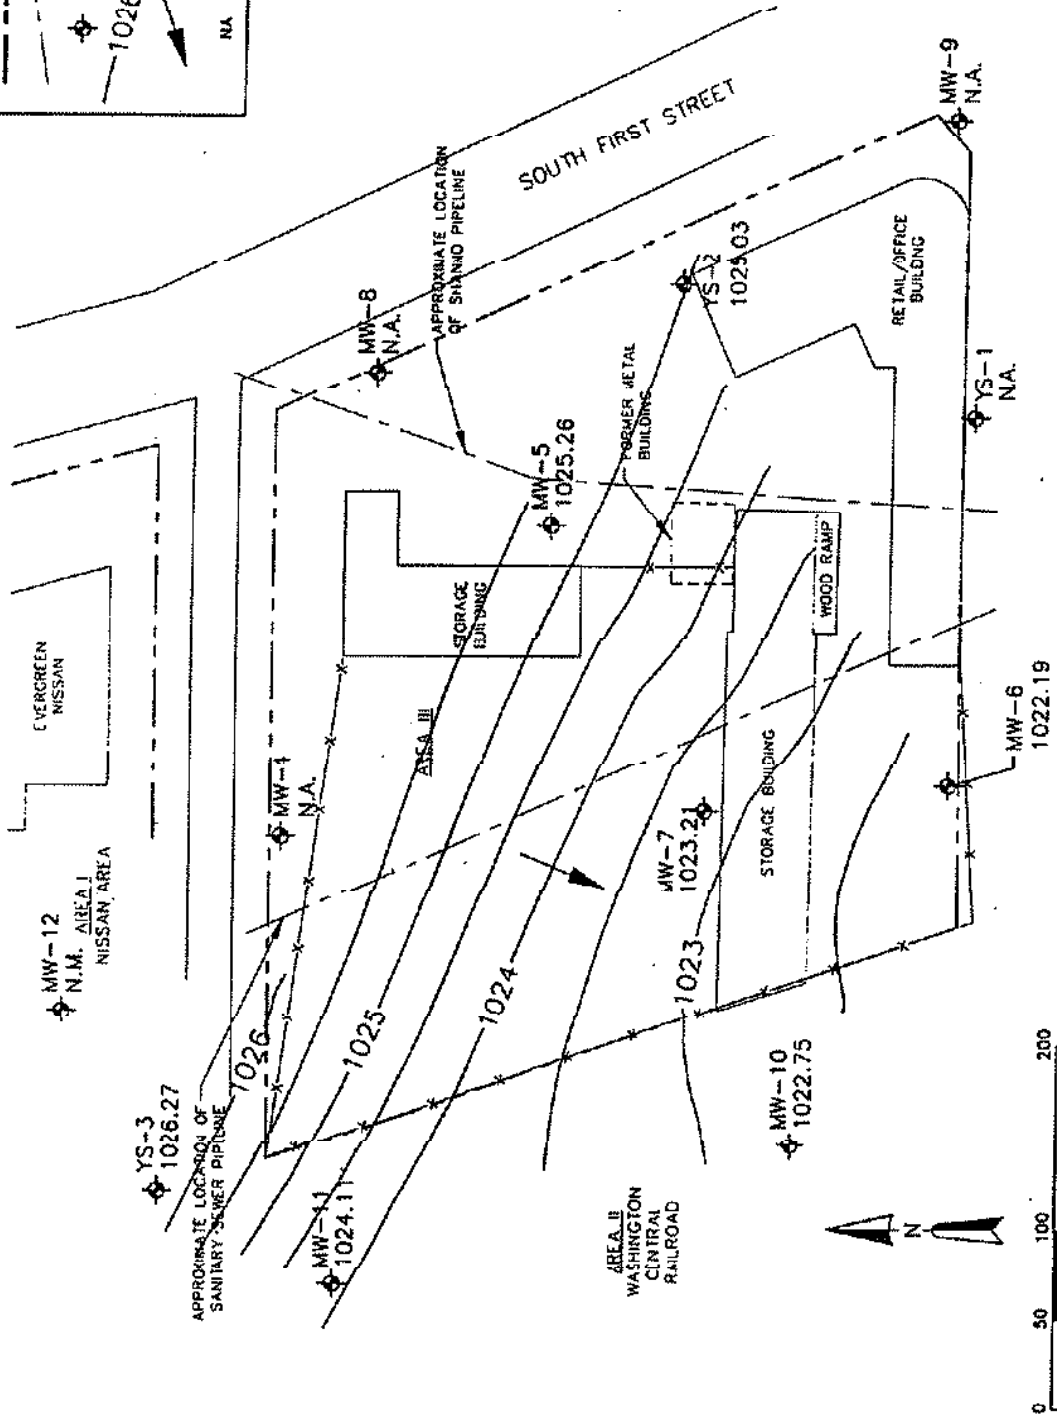 1026
NA
MW-9
N.A.
SOUTH FIRST STREET
APPROXIMATE LOCATION
OF SHANNO PIPELINE
MW-8
N.A.
YS-2
1025.03
RETAIL/OFFICE
BUILDING
YS-1
N.A.
FORMER METAL
BUILDING
MW-5
1025.26
WOOD RAMP
STORAGE
BUILDING
EVERGREEN
NISSAN
AREA III
MW-1
N.A.
MW-6
1022.19
STORAGE BUILDING
MW-7
1023.21
MW-12
N.M.
AREA I
NISSAN AREA
1026
1025
1024
1023
YS-3
1026.27
APPROXIMATE LOCATION OF
SANITARY SEWER PIPELINE
MW-11
1024.11
MW-10
1022.75
AREA II
WASHINGTON
CENTRAL
RAILROAD
N
0
50
100
200